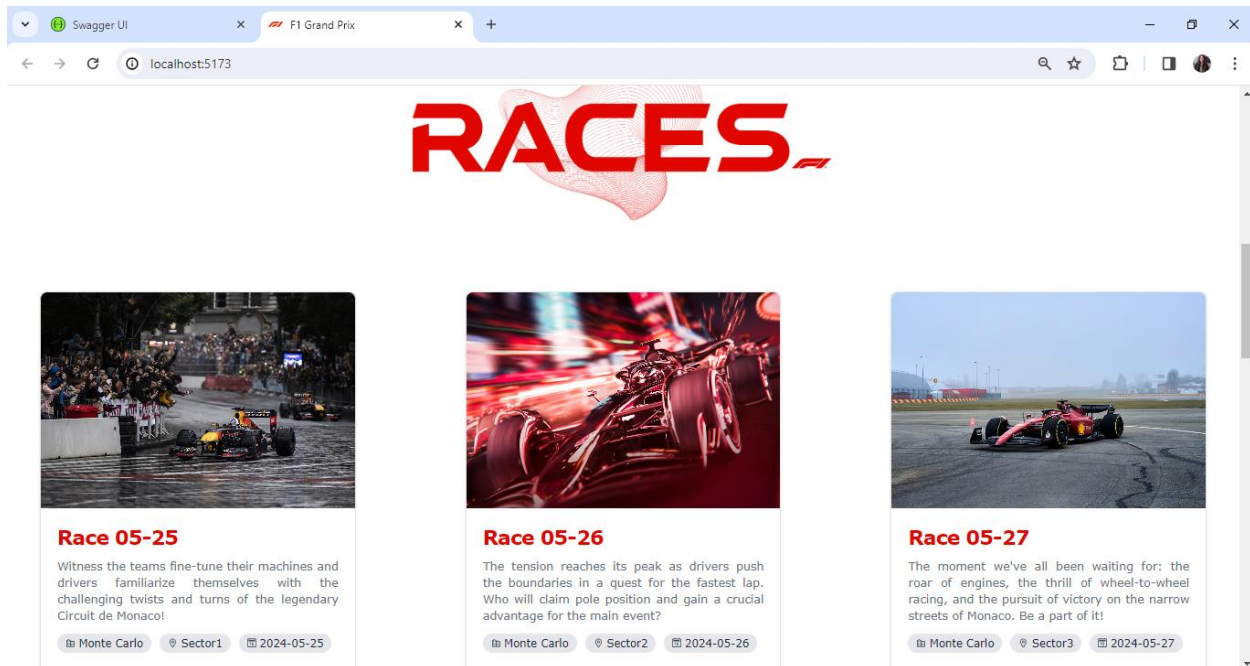 Swagger UI
F1 Grand Prix
localhost:5173
RACES
Race 05-25
Witness the teams fine-tune their machines and
drivers familiarize themselves with the
challenging twists and turns of the legendary
Circuit de Monaco!
Monte Carlo Sector1 2024-05-25
Race 05-26
The tension reaches its peak as drivers push
the boundaries in a quest for the fastest lap.
Who will claim pole position and gain a crucial
advantage for the main event?
Monte Carlo Sector2 2024-05-26
Race 05-27
The moment we've all been waiting for: the
roar of engines, the thrill of wheel-to-wheel
racing, and the pursuit of victory on the narrow
streets of Monaco. Be a part of it!
Monte Carlo Sector3 2024-05-27